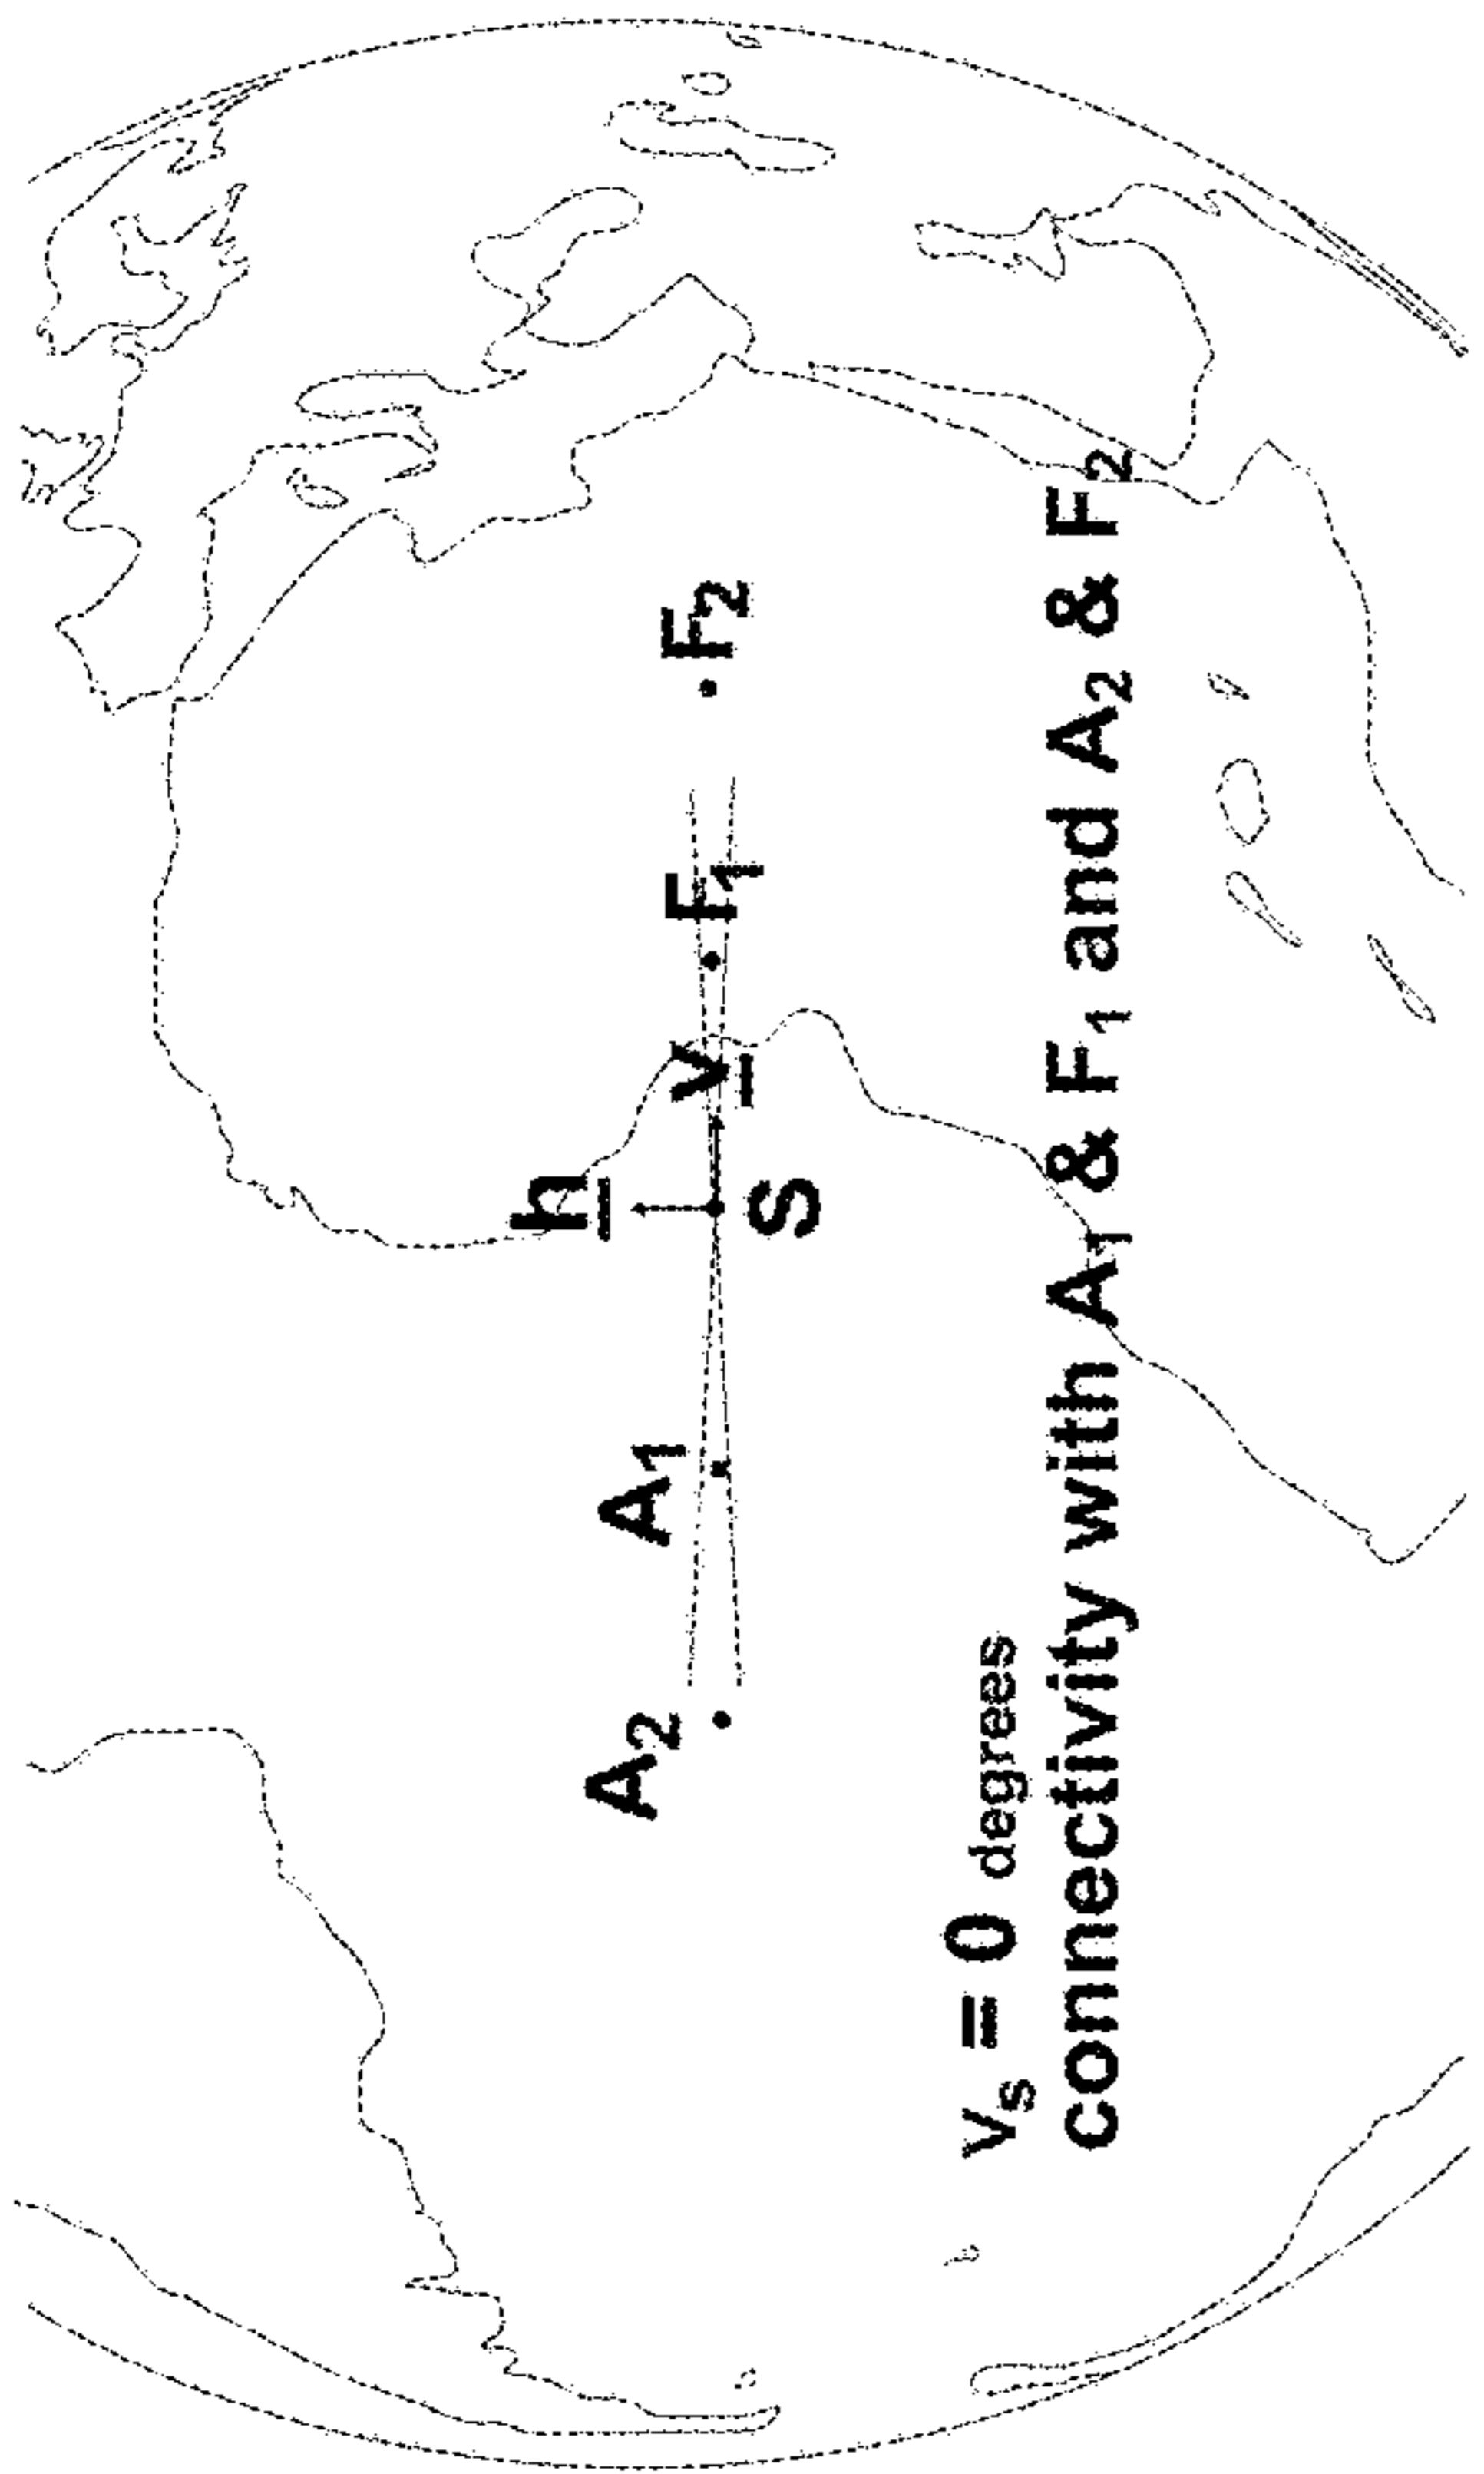 F₂
F₁
v
h
S
A₁
A₂
vₛ = 0 degrees
connectivity with A₁ & F₁ and A₂ & F₂